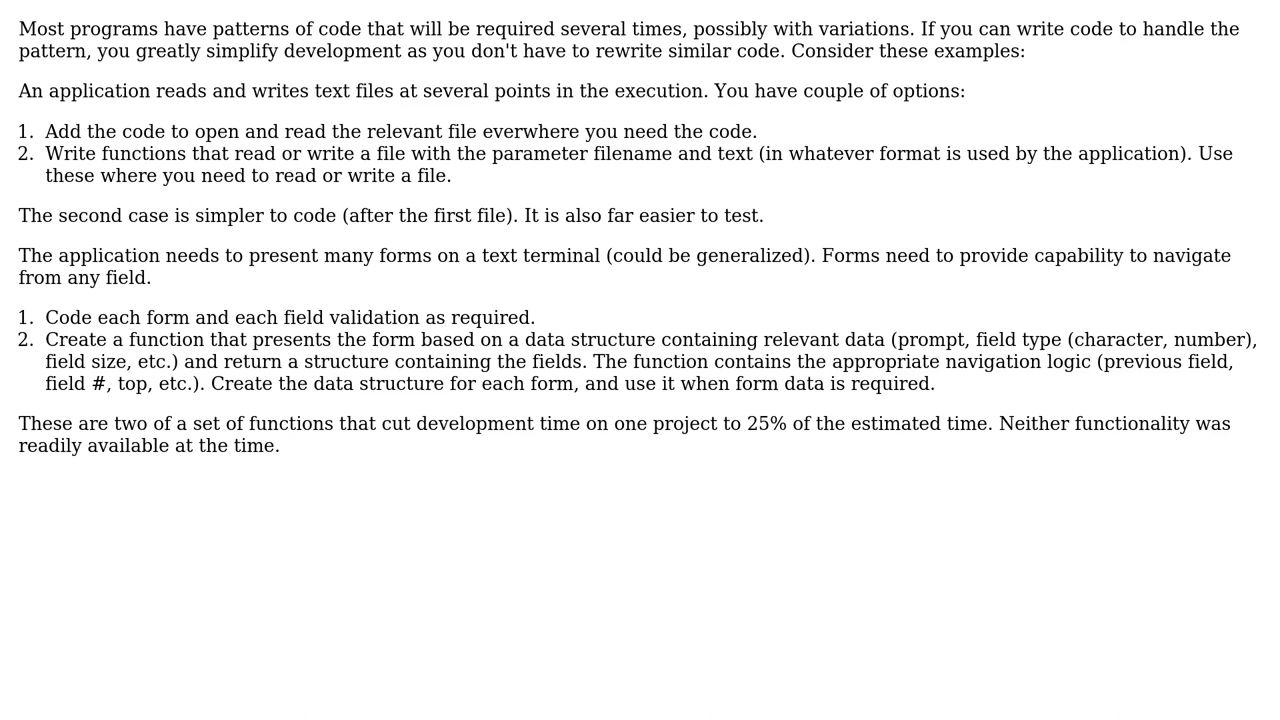 Most programs have patterns of code that will be required several times, possibly with variations. If you can write code to handle the
pattern, you greatly simplify development as you don't have to rewrite similar code. Consider these examples:
An application reads and writes text files at several points in the execution. You have couple of options:
1. Add the code to open and read the relevant file everwhere you need the code.
2. Write functions that read or write a file with the parameter filename and text (in whatever format is used by the application). Use
these where you need to read or write a file.
The second case is simpler to code (after the first file). It is also far easier to test.
The application needs to present many forms on a text terminal (could be generalized). Forms need to provide capability to navigate
from any field.
1. Code each form and each field validation as required.
2. Create a function that presents the form based on a data structure containing relevant data (prompt, field type (character, number),
field size, etc.) and return a structure containing the fields. The function contains the appropriate navigation logic (previous field,
field #, top, etc.). Create the data structure for each form, and use it when form data is required.
These are two of a set of functions that cut development time on one project to 25% of the estimated time. Neither functionality was
readily available at the time.